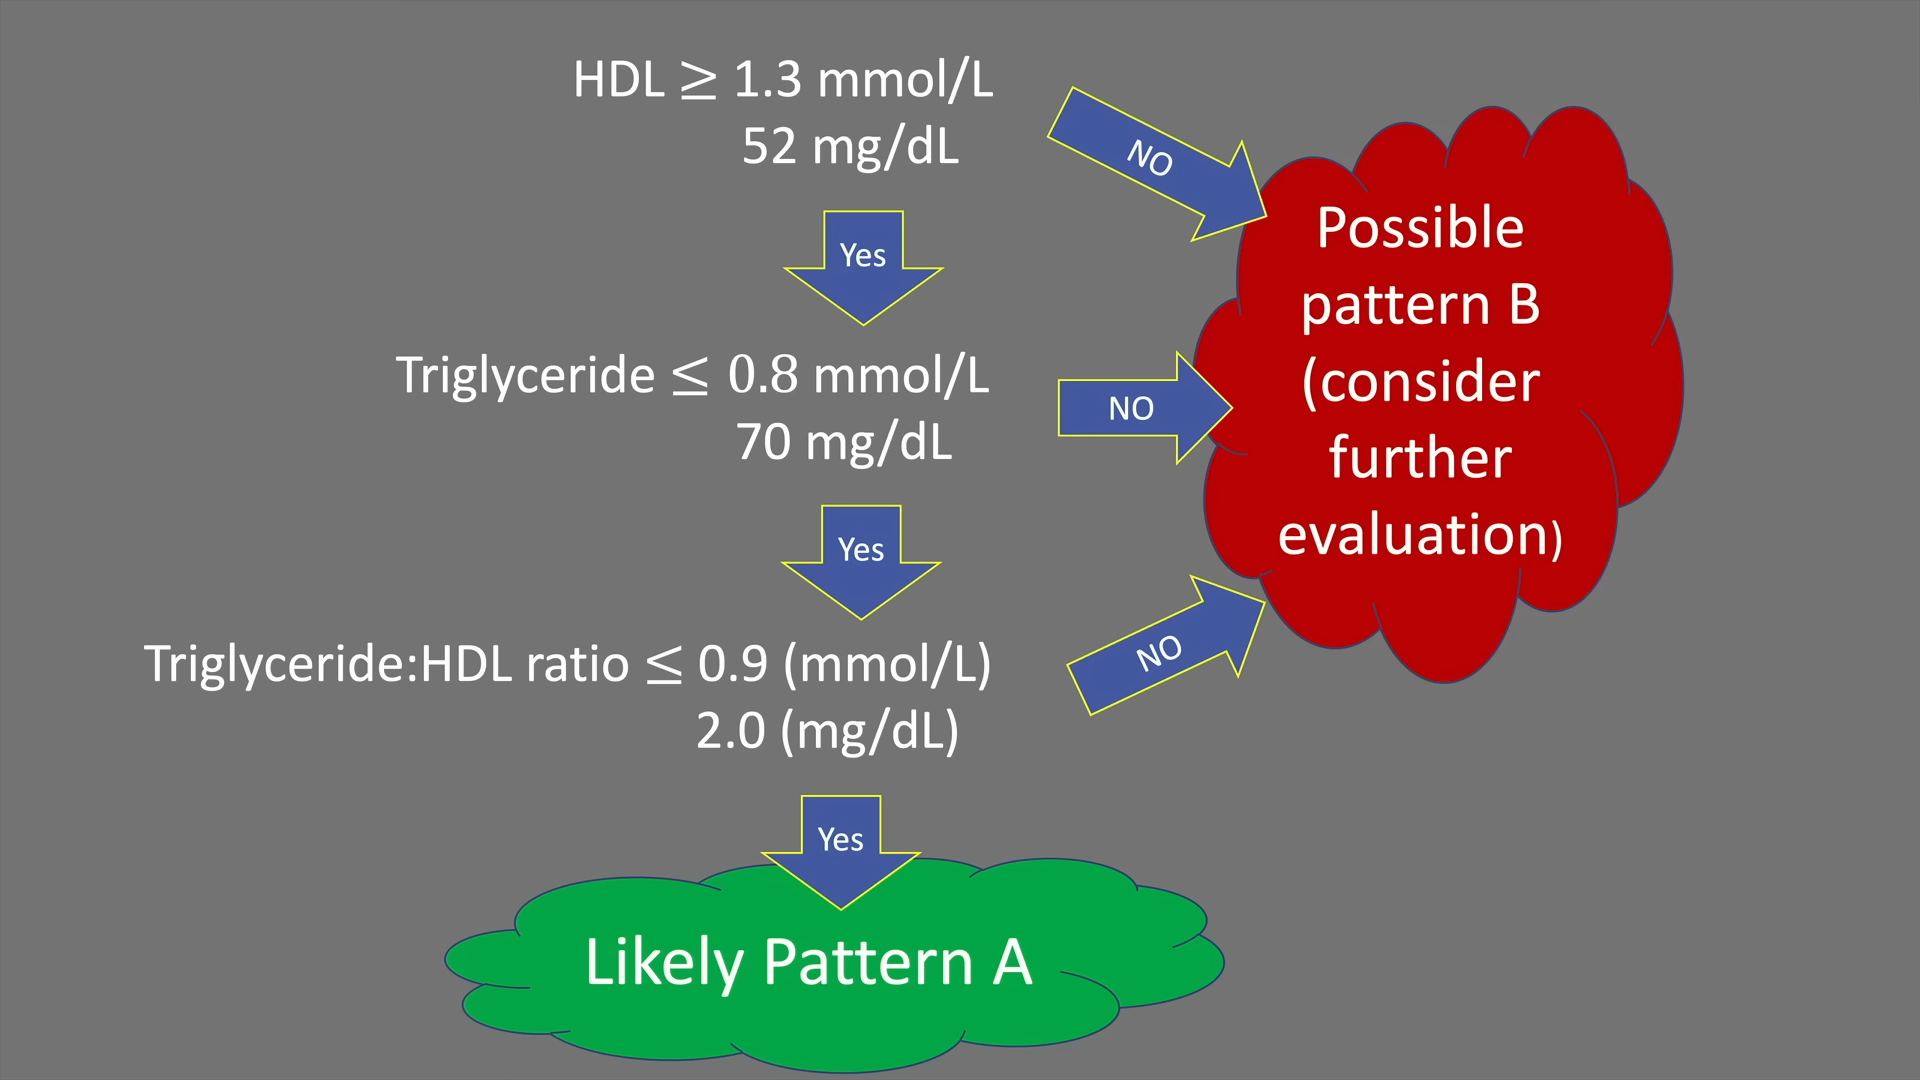 HDL ≥ 1.3 mmol/L
52 mg/dL
NO
Yes
Triglyceride ≤ 0.8 mmol/L
70 mg/dL
NO
Yes
Triglyceride:HDL ratio ≤ 0.9 (mmol/L)
2.0 (mg/dL)
NO
Yes
Likely Pattern A
Possible
pattern B
(consider
further
evaluation)